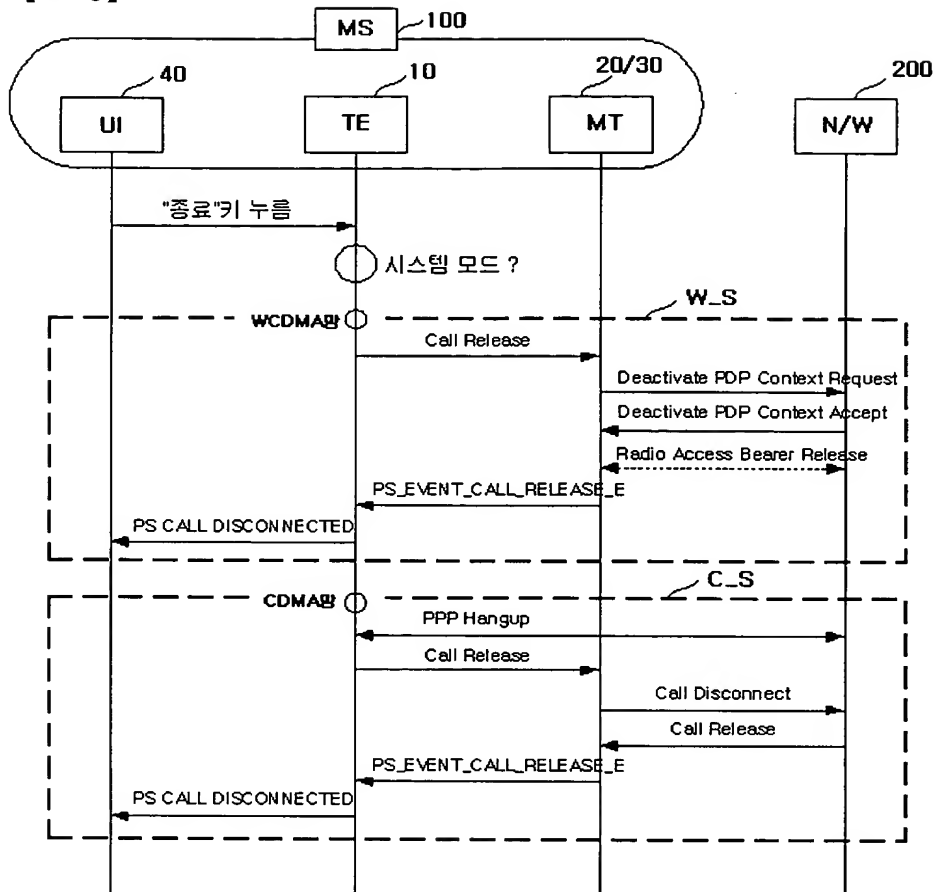 MS
100
40
10
20/30
200
UI
TE
MT
N/W
"종료"키 누름
시스템 모드 ?
W_S
WCDMA망
Call Release
Deactivate PDP Context Request
Deactivate PDP Context Accept
Radio Access Bearer Release
PS_EVENT_CALL_RELEASE_E
PS CALL DISCONNECTED
C_S
CDMA망
PPP Hangup
Call Release
Call Disconnect
Call Release
PS_EVENT_CALL_RELEASE_E
PS CALL DISCONNECTED